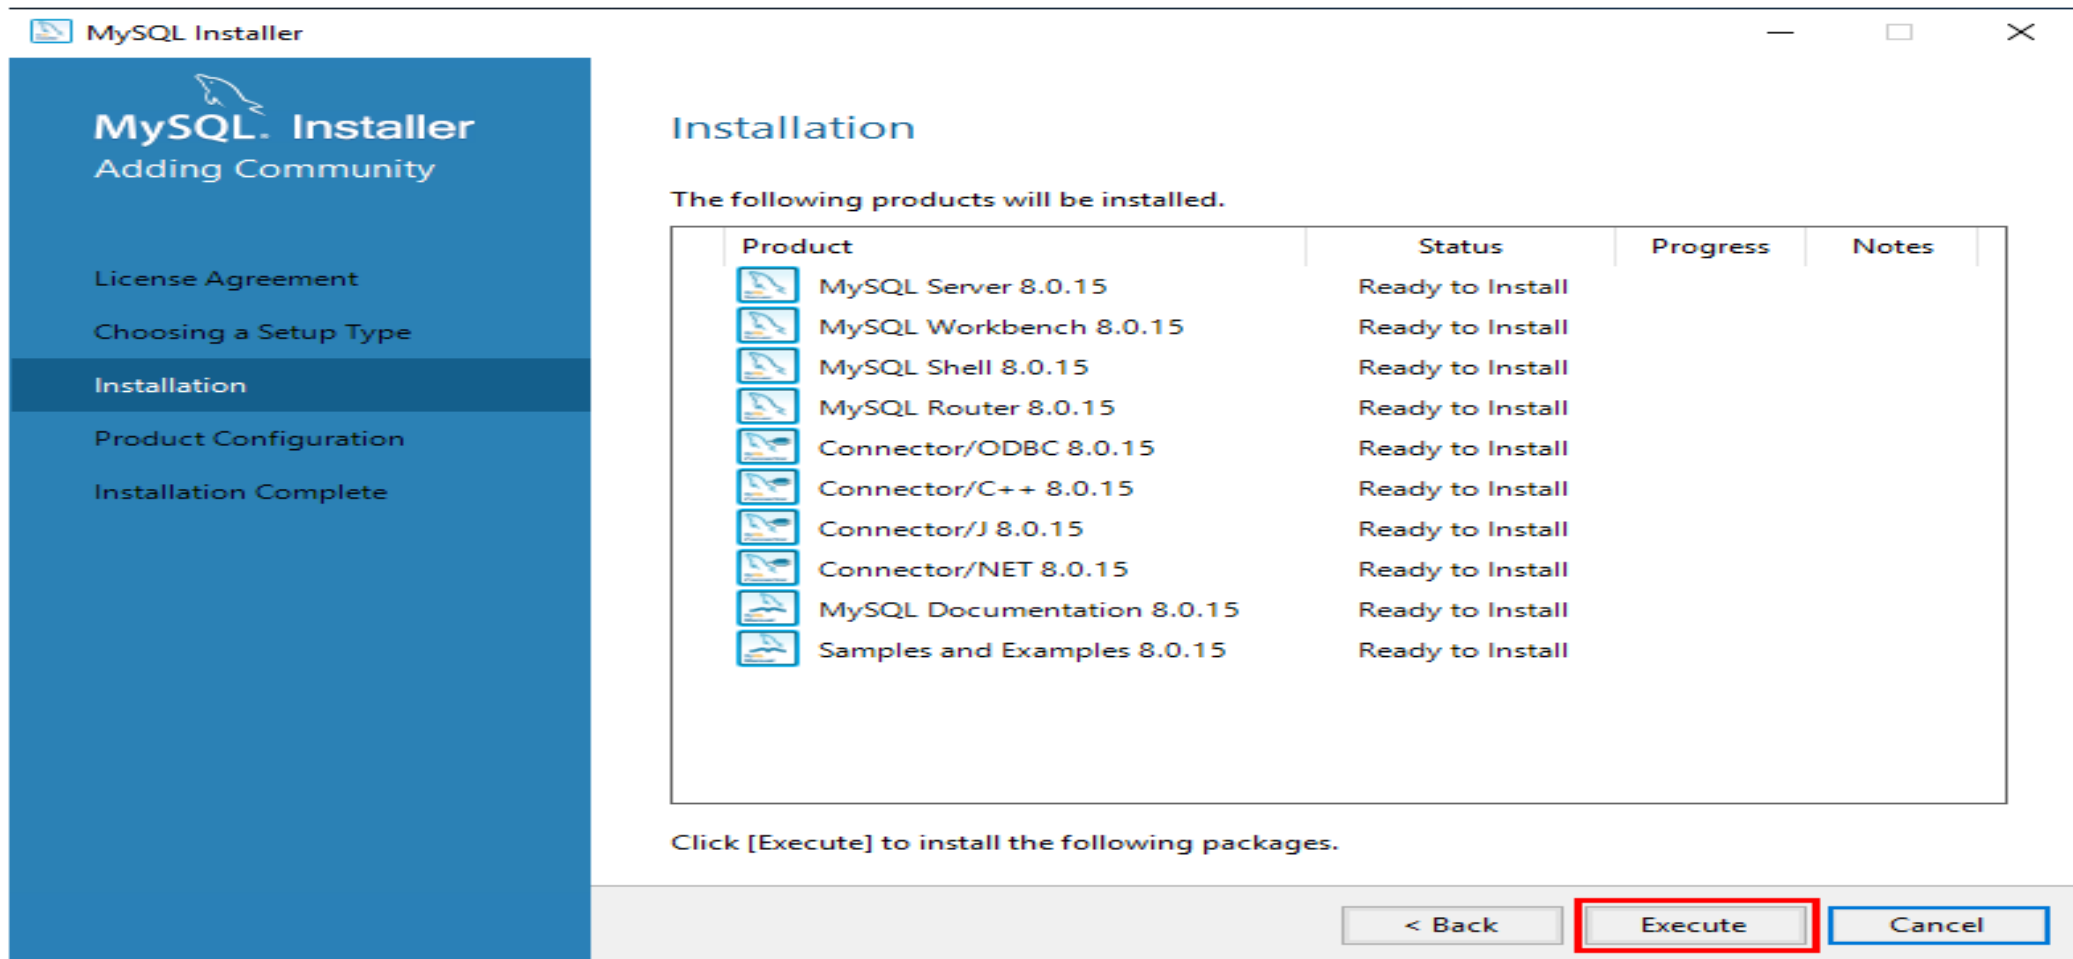 MySQL Installer
MySQL. Installer
Adding Community
License Agreement
Choosing a Setup Type
Installation
Product Configuration
Installation Complete
Installation
The following products will be installed.
Product Status Progress Notes
MySQL Server 8.0.15 Ready to Install
MySQL Workbench 8.0.15 Ready to Install
MySQL Shell 8.0.15 Ready to Install
MySQL Router 8.0.15 Ready to Install
Connector/ODBC 8.0.15 Ready to Install
Connector/C++ 8.0.15 Ready to Install
Connector/J 8.0.15 Ready to Install
Connector/NET 8.0.15 Ready to Install
MySQL Documentation 8.0.15 Ready to Install
Samples and Examples 8.0.15 Ready to Install
Click [Execute] to install the following packages.
< Back Execute Cancel